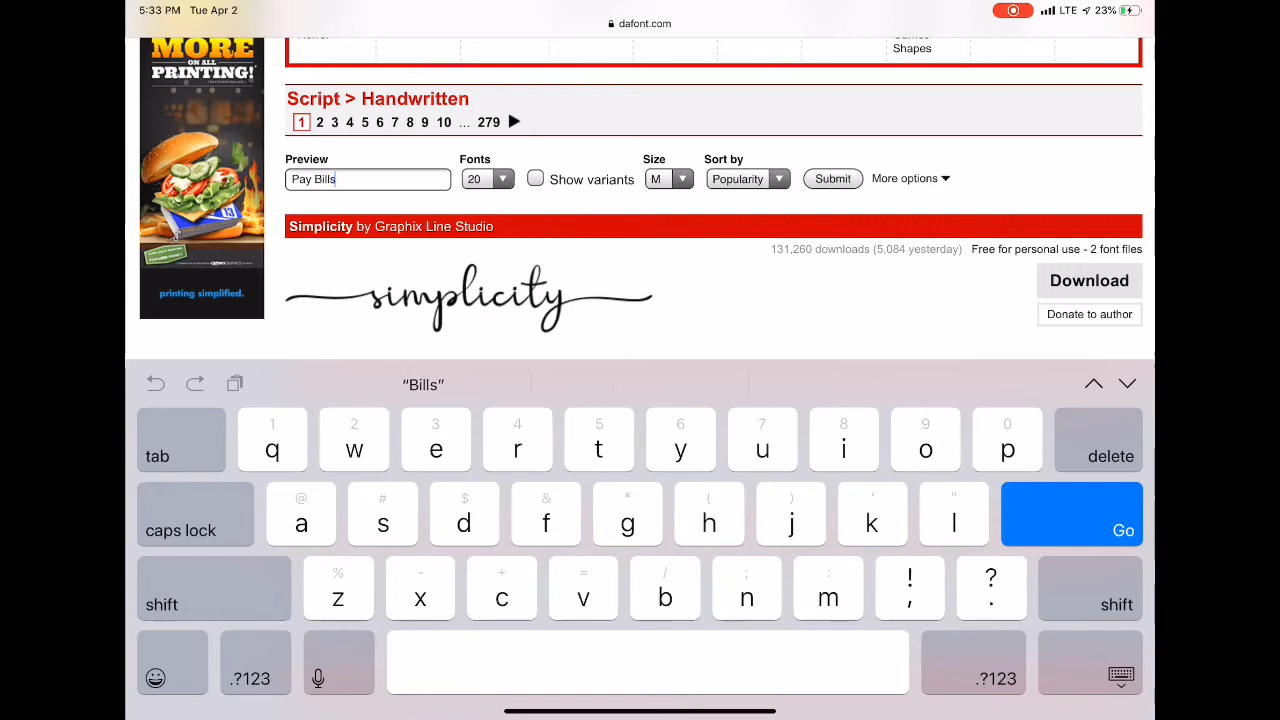 5:33 PM Tue Apr 2
dafont.com
LTE 23%
MORE
ON ALL
PRINTING!
printing simplified.
Shapes
Script > Handwritten
1 2 3 4 5 6 7 8 9 10 ... 279
Preview Fonts Size Sort by
Pay Bills 20 Show variants M Popularity Submit More options
Simplicity by Graphix Line Studio
131,260 downloads (5,084 yesterday) Free for personal use - 2 font files
simplicity
Download
Donate to author
“Bills”
1 2 3 4 5 6 7 8 9 0
tab q w e r t y u i o p delete
@ # $ & * ( ) ' "
caps lock a s d f g h j k l Go
% - + = / ; : ! ?
shift z x c v b n m , . shift
.?123 .?123